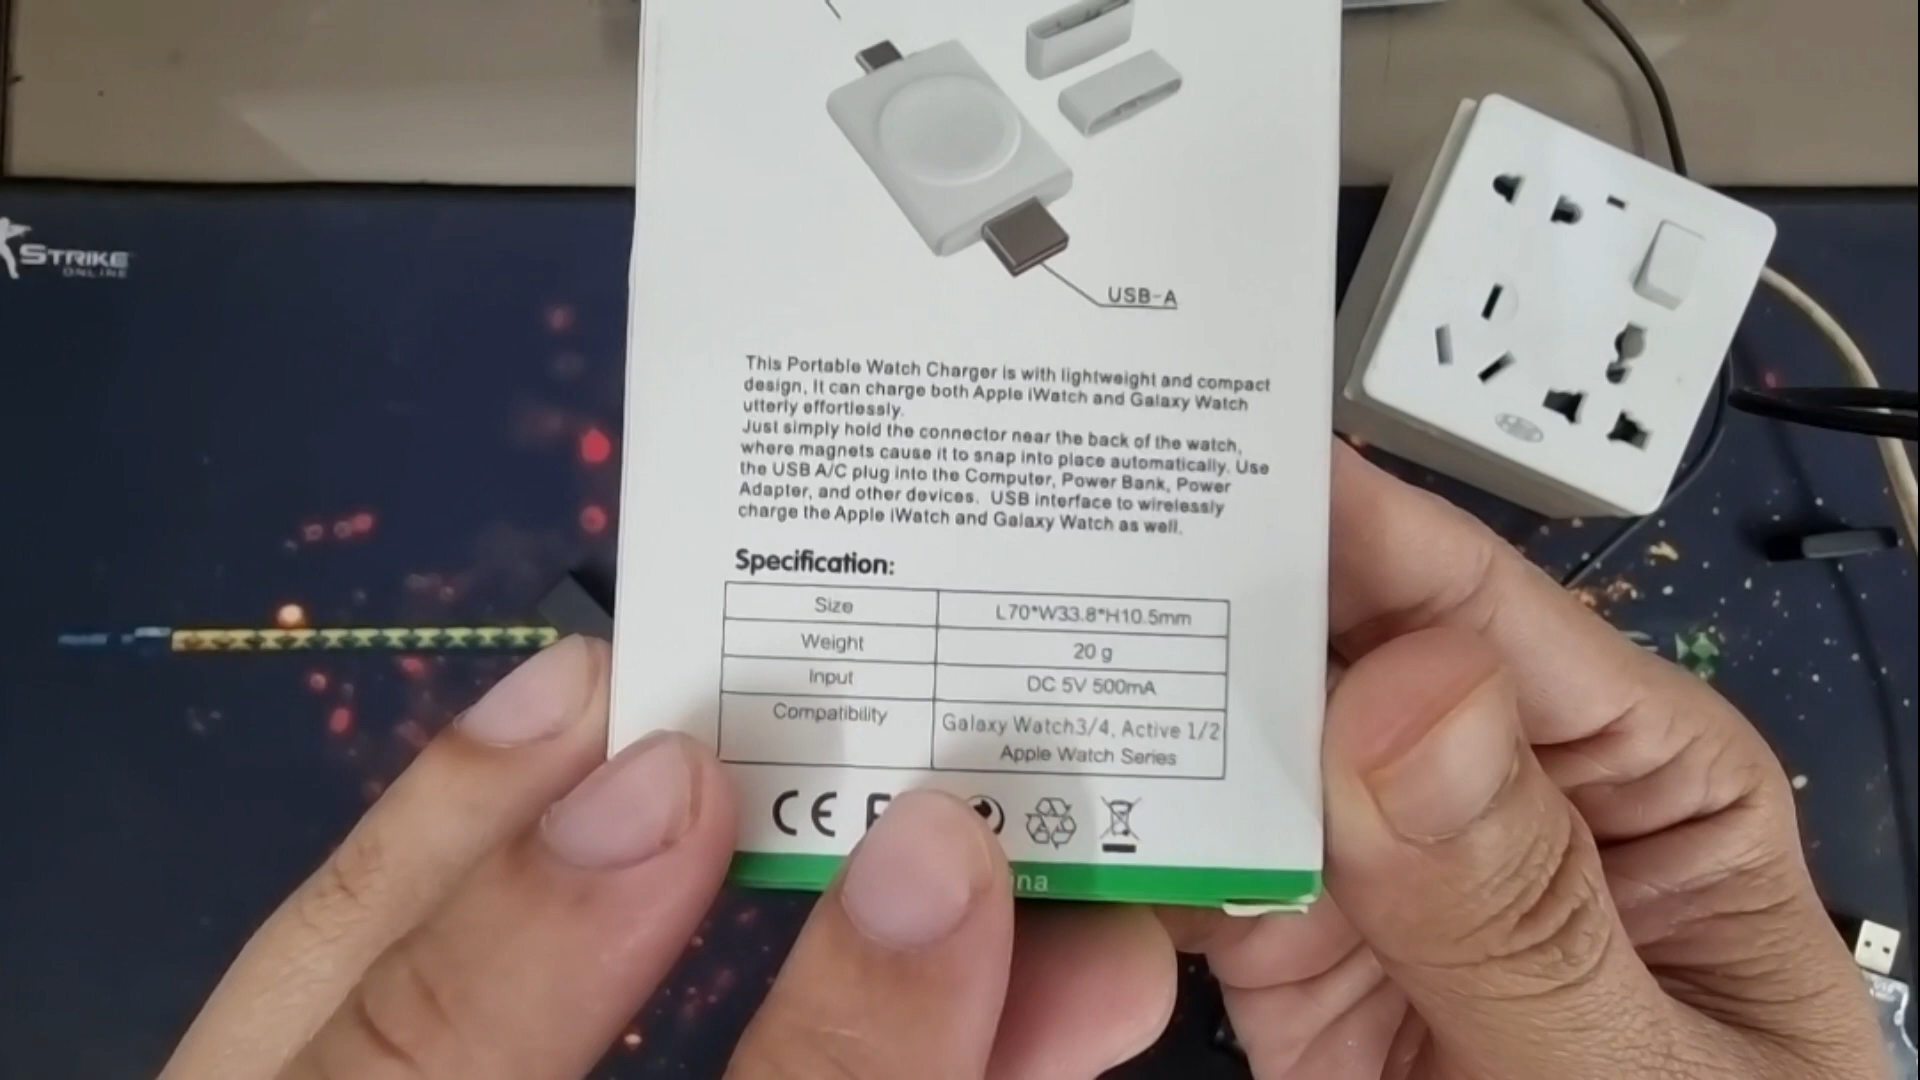 STRIKE
ONLINE
USB-A
This Portable Watch Charger is with lightweight and compact
design, It can charge both Apple iWatch and Galaxy Watch
utterly effortlessly.
Just simply hold the connector near the back of the watch,
where magnets cause it to snap into place automatically. Use
the USB A/C plug into the Computer, Power Bank, Power
Adapter, and other devices. USB interface to wirelessly
charge the Apple iWatch and Galaxy Watch as well.
Specification:
Size L70*W33.8*H10.5mm
Weight 20 g
Input DC 5V 500mA
Compatibility Galaxy Watch3/4, Active 1/2
Apple Watch Series
CE